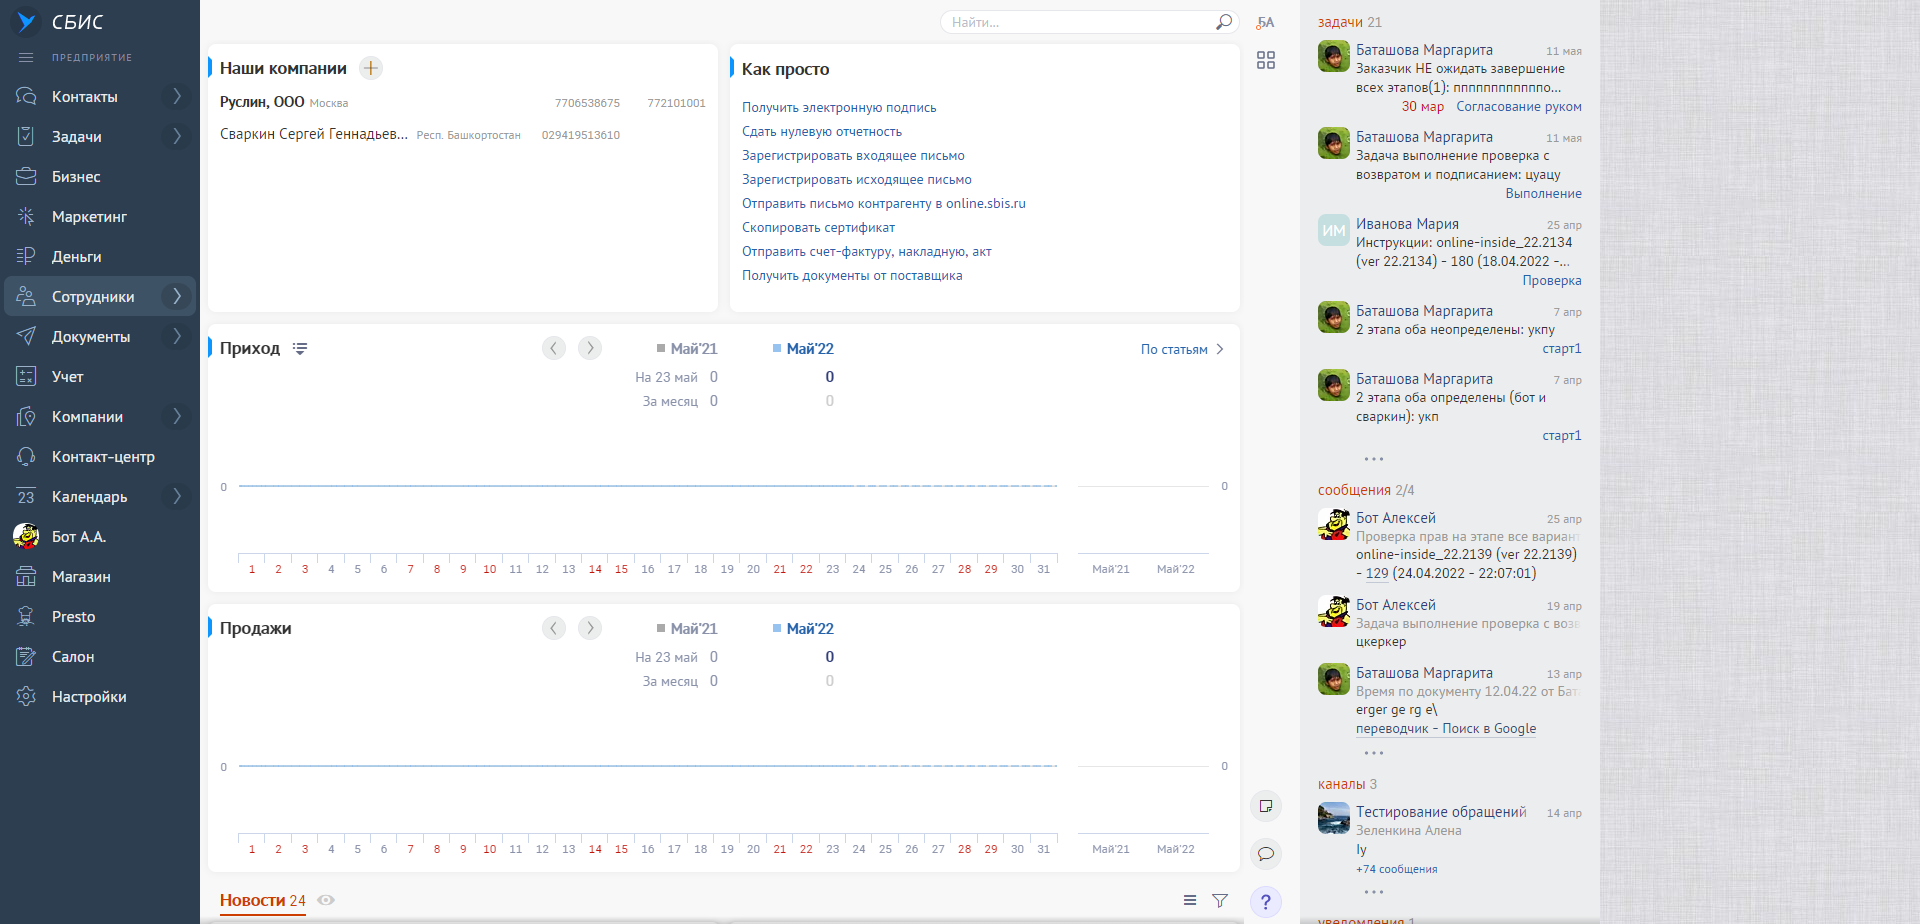 СБИС
ПРЕДПРИЯТИЕ
Контакты
Задачи
Бизнес
Маркетинг
Деньги
Сотрудники
Документы
Учет
Компании
Контакт-центр
23 Календарь
Бот А.А.
Магазин
Presto
Салон
Настройки
Найти...
БА
Наши компании
Руслин, ООО Москва 7706538675 772101001
Сваркин Сергей Геннадьев... Респ. Башкортостан 029419513610
Как просто
Получить электронную подпись
Сдать нулевую отчетность
Зарегистрировать входящее письмо
Зарегистрировать исходящее письмо
Отправить письмо контрагенту в online.sbis.ru
Скопировать сертификат
Отправить счет-фактуру, накладную, акт
Получить документы от поставщика
Приход Май'21 Май'22 По статьям
На 23 май 0 0
За месяц 0 0
0 0
1 2 3 4 5 6 7 8 9 10 11 12 13 14 15 16 17 18 19 20 21 22 23 24 25 26 27 28 29 30 31 Май'21 Май'22
Продажи Май'21 Май'22
На 23 май 0 0
За месяц 0 0
0 0
1 2 3 4 5 6 7 8 9 10 11 12 13 14 15 16 17 18 19 20 21 22 23 24 25 26 27 28 29 30 31 Май'21 Май'22
Новости 24
?
задачи 21
Баташова Маргарита 11 мая
Заказчик НЕ ожидать завершение
всех этапов(1): пппппппппппо...
30 мар Согласование руком
Баташова Маргарита 11 мая
Задача выполнение проверка с
возвратом и подписанием: цуацу
Выполнение
ИМ
Иванова Мария 25 апр
Инструкции: online-inside_22.2134
(ver 22.2134) - 180 (18.04.2022 -...
Проверка
Баташова Маргарита 7 апр
2 этапа оба неопределены: укпу
старт1
Баташова Маргарита 7 апр
2 этапа оба определены (бот и
сваркин): укп
старт1
...
сообщения 2/4
Бот Алексей 25 апр
Проверка прав на этапе все вариант
online-inside_22.2139 (ver 22.2139)
- 129 (24.04.2022 - 22:07:01)
Бот Алексей 19 апр
Задача выполнение проверка с возв
цкеркер
Баташова Маргарита 13 апр
Время по документу 12.04.22 от Бата
erger ge rg e\
переводчик - Поиск в Google
...
каналы 3
Тестирование обращений 14 апр
Зеленкина Алена
Iy
+74 сообщения
...
уведомления 1